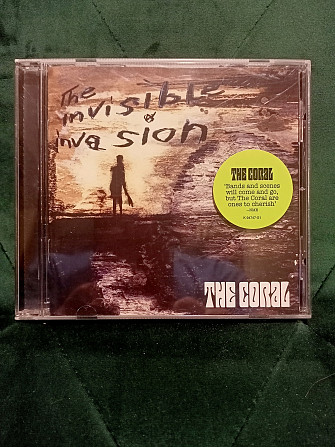 The
invisible
invasion
THE CORAL
'Bands and scenes
will come and go,
but The Coral are
ones to cherish'
THE CORAL